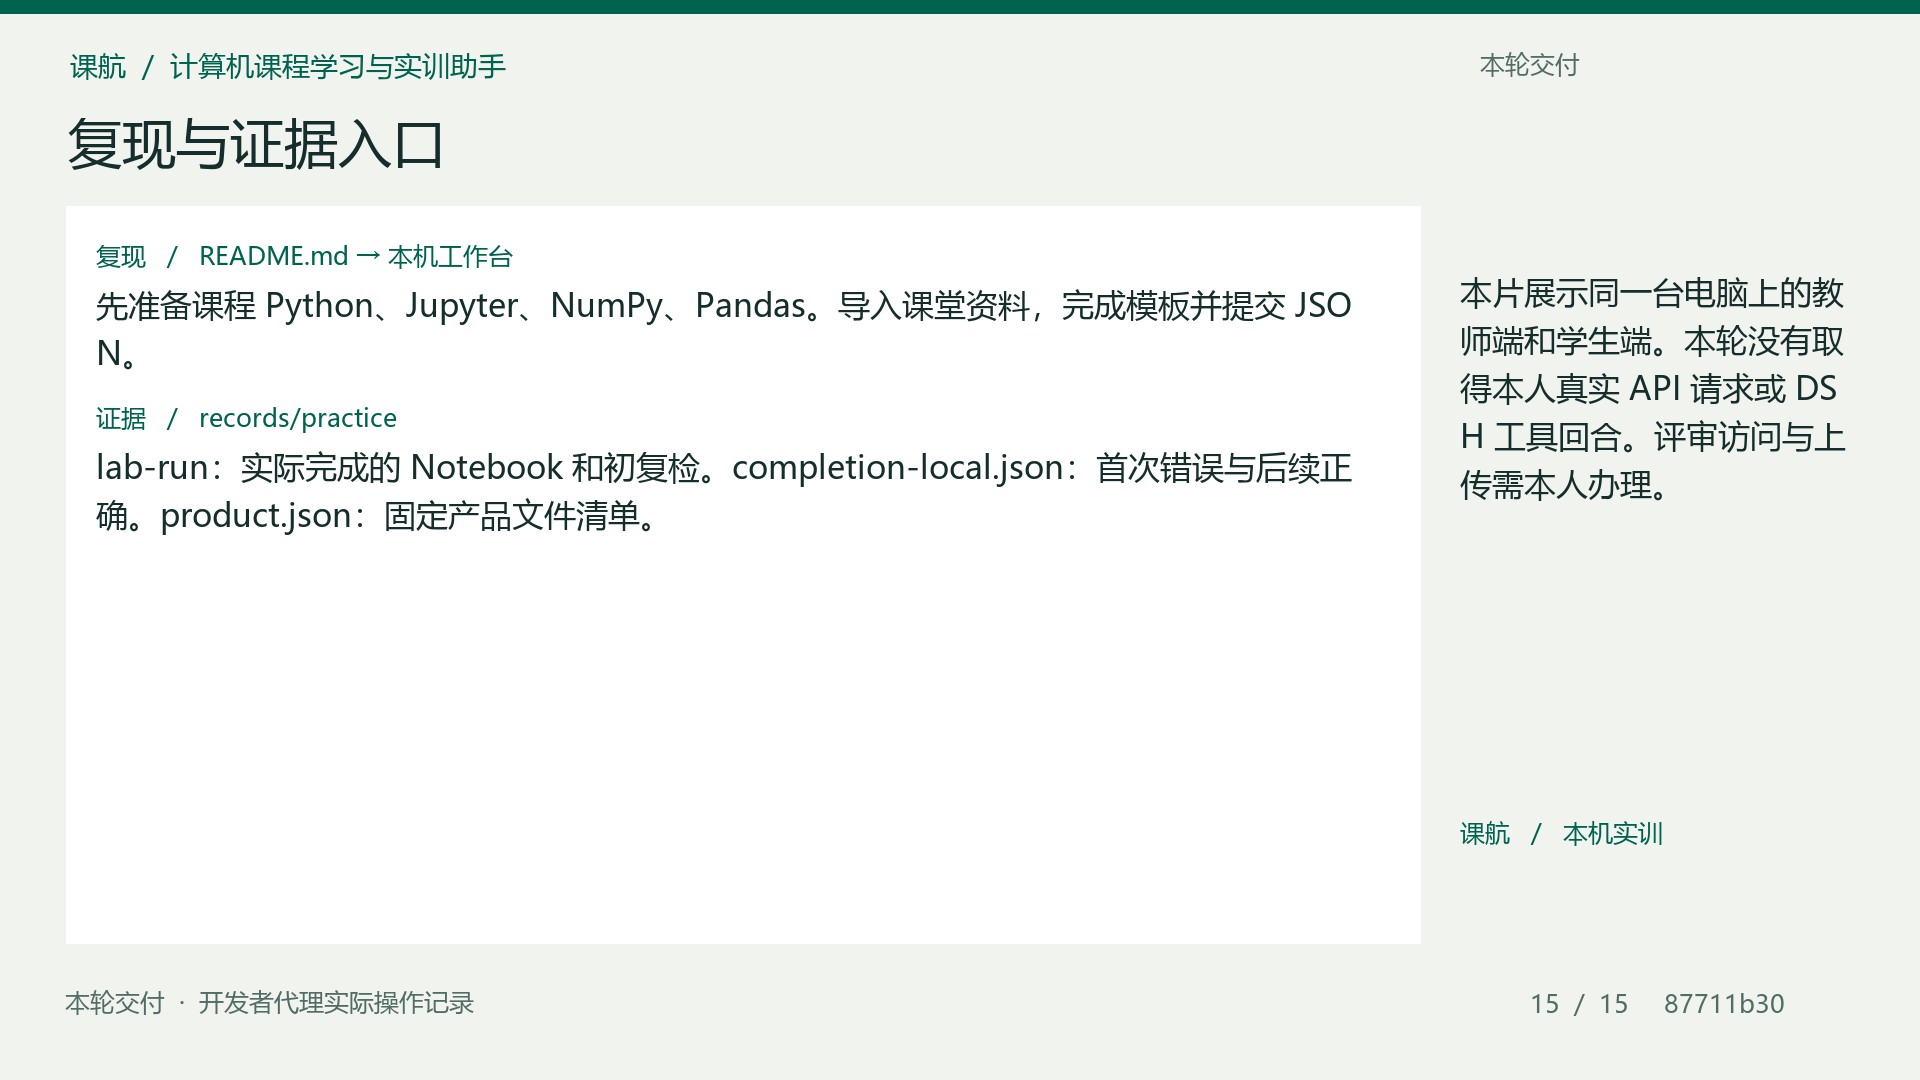 课航 / 计算机课程学习与实训助手
本轮交付
复现与证据入口
复现 / README.md → 本机工作台
先准备课程 Python、Jupyter、NumPy、Pandas。导入课堂资料，完成模板并提交 JSO
N。
证据 / records/practice
lab-run：实际完成的 Notebook 和初复检。completion-local.json：首次错误与后续正
确。product.json：固定产品文件清单。
本片展示同一台电脑上的教
师端和学生端。本轮没有取
得本人真实 API 请求或 DS
H 工具回合。评审访问与上
传需本人办理。
课航 / 本机实训
本轮交付 · 开发者代理实际操作记录
15 / 15 87711b30